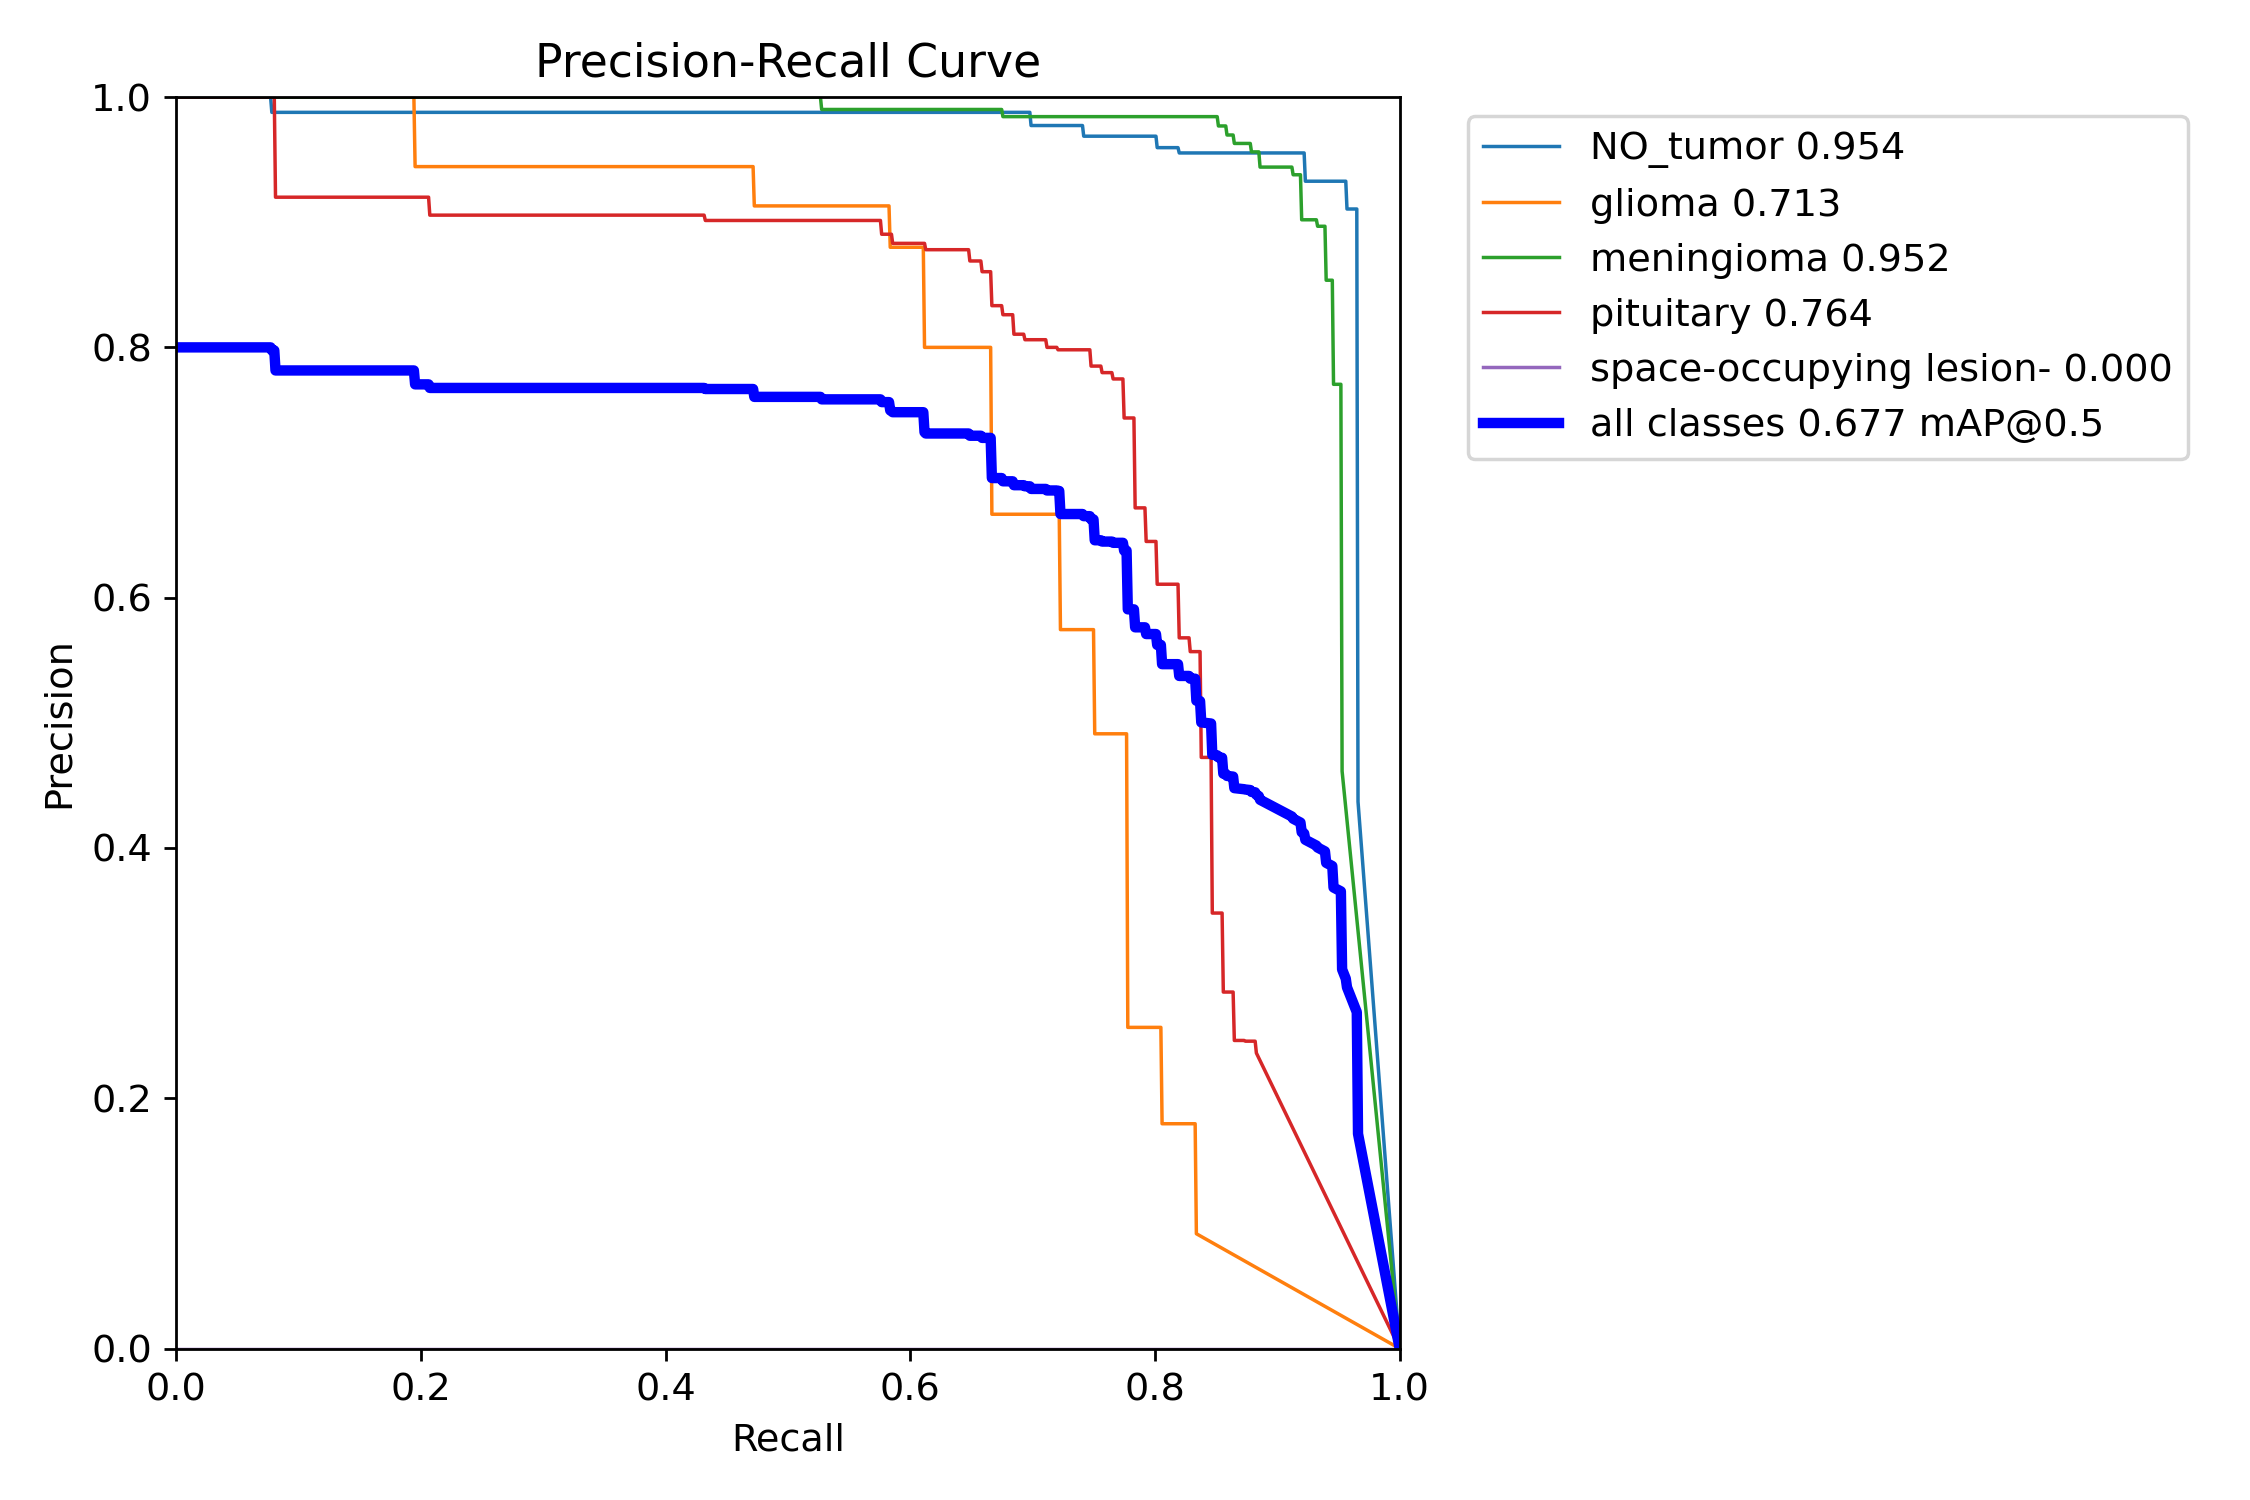 Precision-Recall Curve
1.0
0.8
0.6
0.4
0.2
0.0
Precision
0.0 0.2 0.4 0.6 0.8 1.0
Recall
NO_tumor 0.954
glioma 0.713
meningioma 0.952
pituitary 0.764
space-occupying lesion- 0.000
all classes 0.677 mAP@0.5